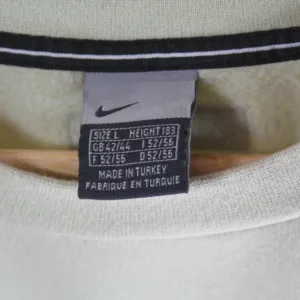 SIZE L HEIGHT 183
GB 42/44 I 52/56
F 52/56 D 52/56
MADE IN TURKEY
FABRIQUE EN TURQUIE